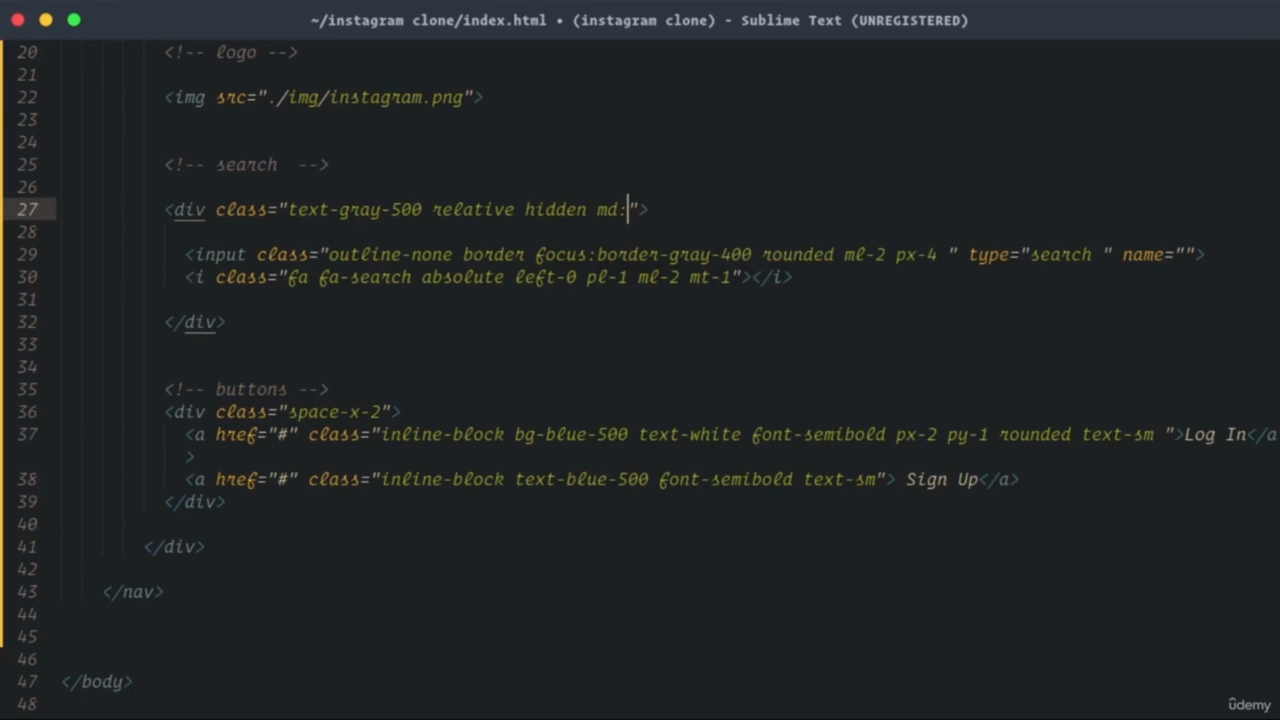 ~/instagram clone/index.html • (instagram clone) - Sublime Text (UNREGISTERED)
20 <!-- logo -->
21
22 <img src="./img/instagram.png">
23
24
25 <!-- search  -->
26
27 <div class="text-gray-500 relative hidden md:">
28
29 <input class="outline-none border focus:border-gray-400 rounded ml-2 px-4 " type="search " name="">
30 <i class="fa fa-search absolute left-0 pl-1 ml-2 mt-1"></i>
31
32 </div>
33
34
35 <!-- buttons -->
36 <div class="space-x-2">
37 <a href="#" class="inline-block bg-blue-500 text-white font-semibold px-2 py-1 rounded text-sm ">Log In</a
>
38 <a href="#" class="inline-block text-blue-500 font-semibold text-sm"> Sign Up</a>
39 </div>
40
41 </div>
42
43 </nav>
44
45
46
47 </body>
48
ûdemy